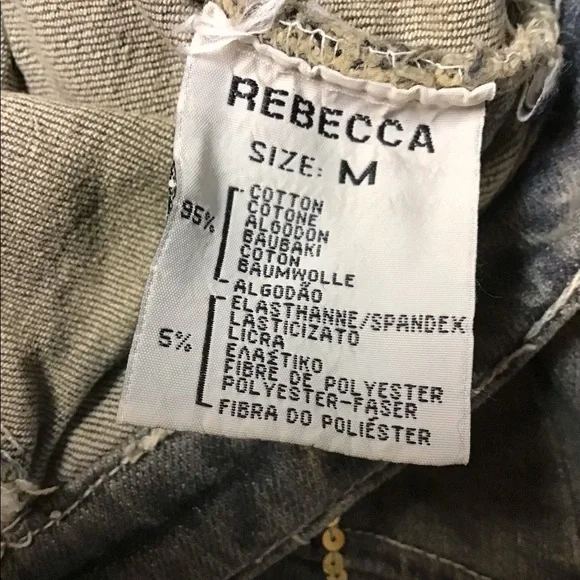 REBECCA
SIZE: M
95%
COTTON
COTONE
ALGODON
BAUBAKI
COTON
BAUMWOLLE
ALGODÃO
5%
ELASTHANNE/SPANDEX
LASTICIZATO
LICRA
ΕΛΑΣΤΙΚΟ
FIBRE DE POLYESTER
POLYESTER-FASER
FIBRA DO POLIÉSTER